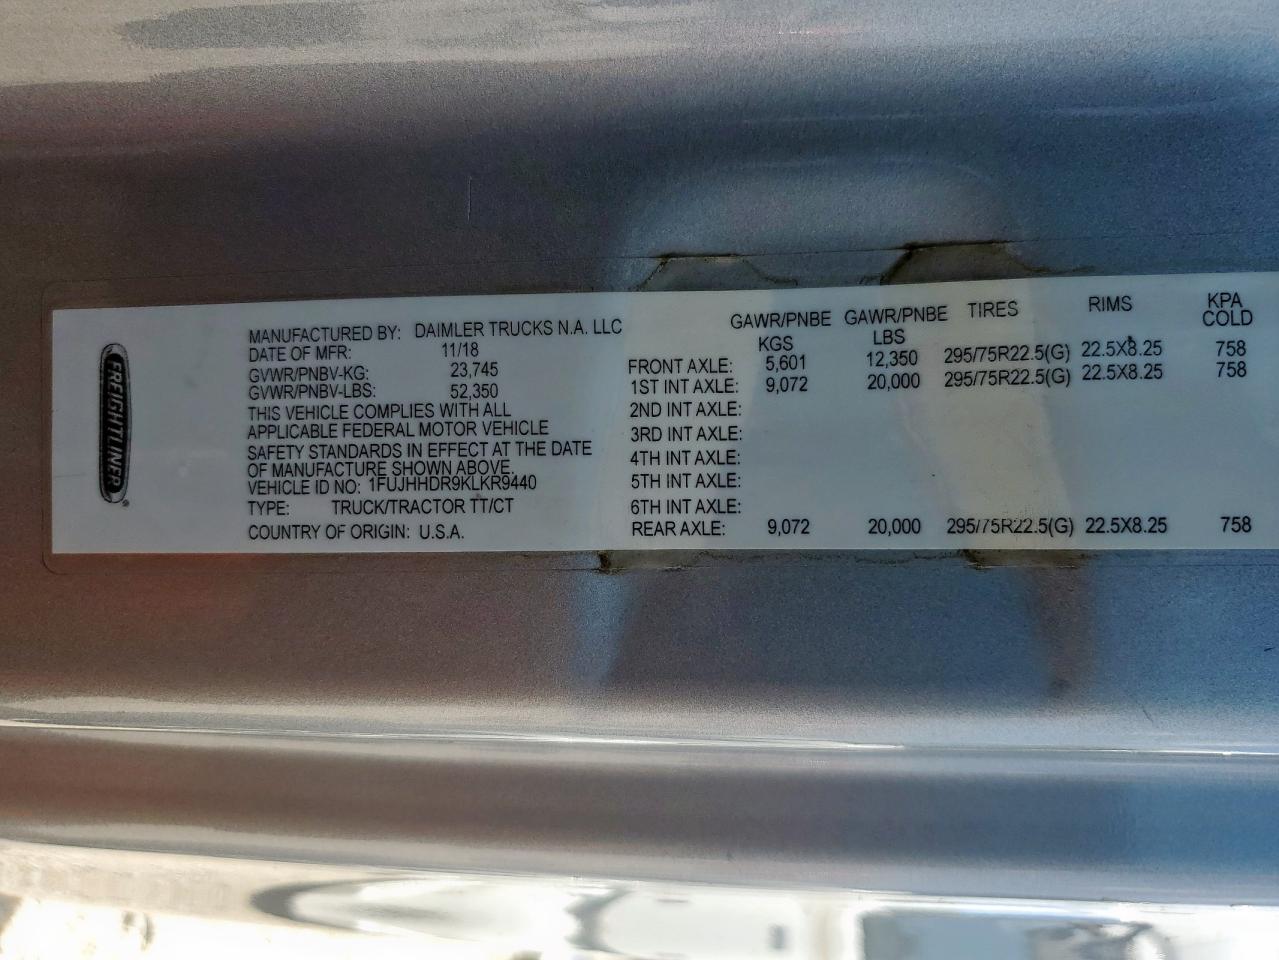 FREIGHTLINER®
MANUFACTURED BY: DAIMLER TRUCKS N.A. LLC
DATE OF MFR: 11/18
GVWR/PNBV-KG: 23,745
GVWR/PNBV-LBS: 52,350
THIS VEHICLE COMPLIES WITH ALL
APPLICABLE FEDERAL MOTOR VEHICLE
SAFETY STANDARDS IN EFFECT AT THE DATE
OF MANUFACTURE SHOWN ABOVE.
VEHICLE ID NO: 1FUJHHDR9KLKR9440
TYPE: TRUCK/TRACTOR TT/CT
COUNTRY OF ORIGIN: U.S.A.
GAWR/PNBE GAWR/PNBE TIRES RIMS KPA
KGS LBS COLD
FRONT AXLE: 5,601 12,350 295/75R22.5(G) 22.5X8.25 758
1ST INT AXLE: 9,072 20,000 295/75R22.5(G) 22.5X8.25 758
2ND INT AXLE:
3RD INT AXLE:
4TH INT AXLE:
5TH INT AXLE:
6TH INT AXLE:
REAR AXLE: 9,072 20,000 295/75R22.5(G) 22.5X8.25 758